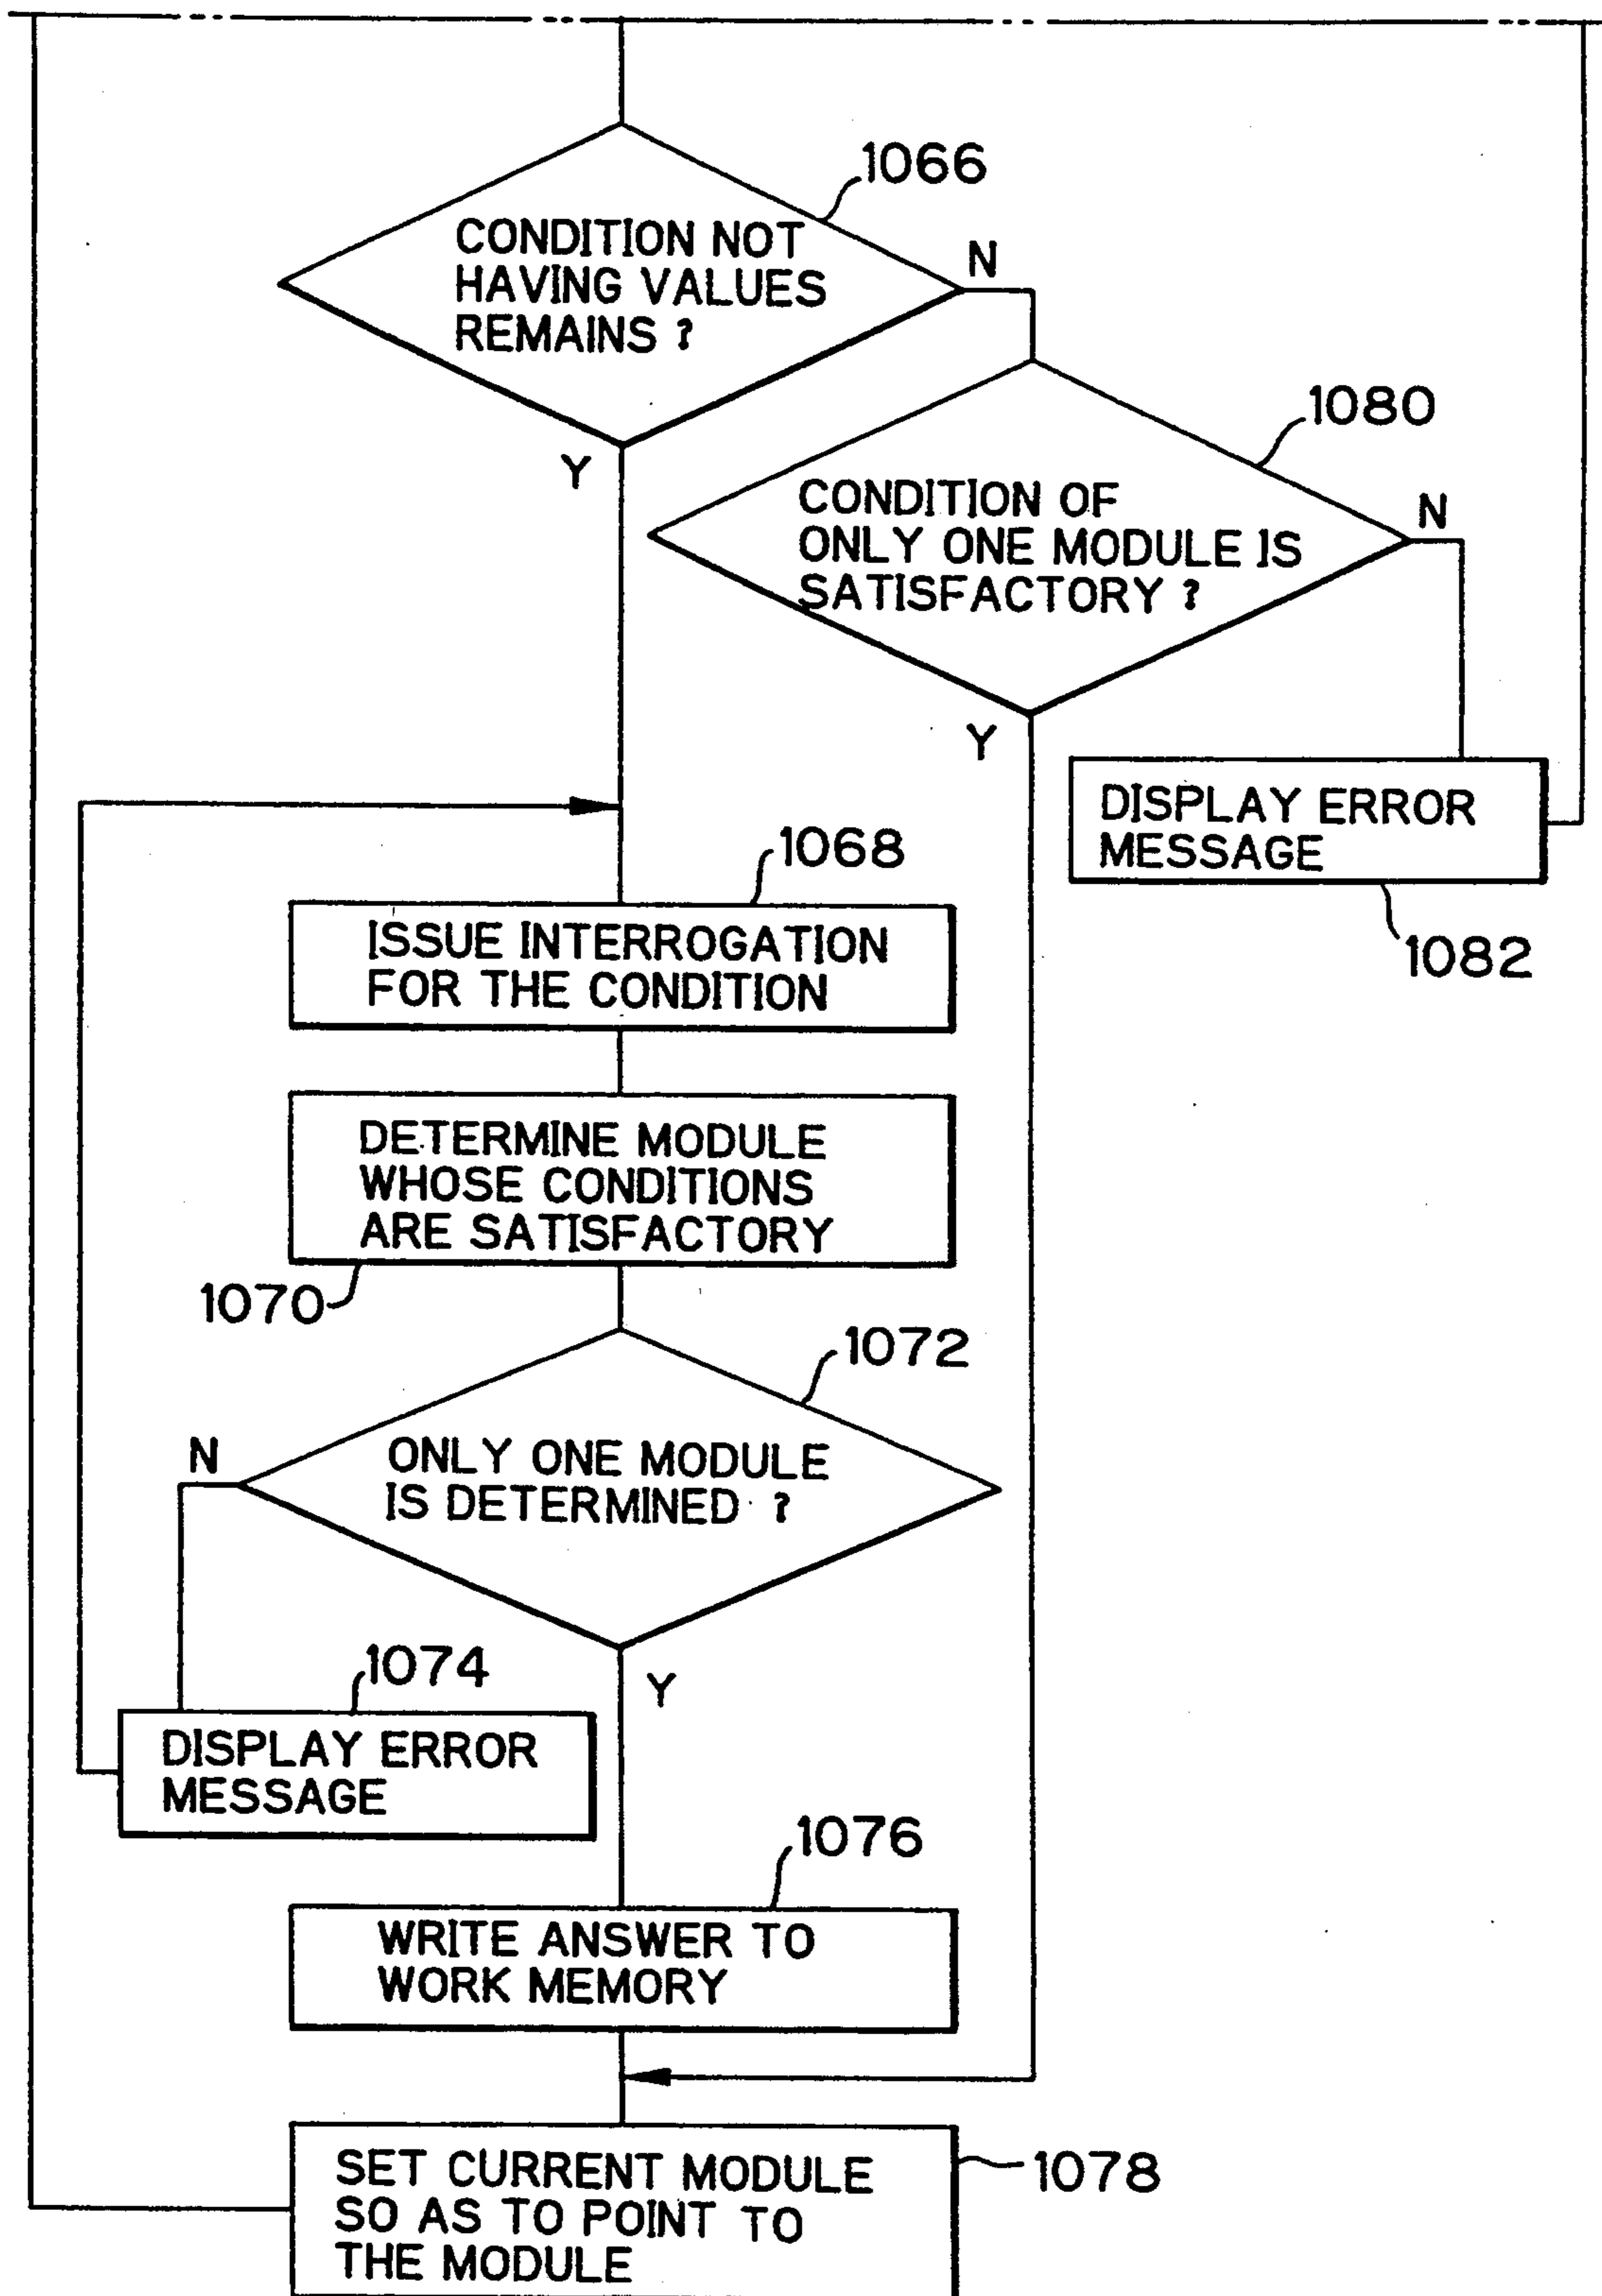 1066
CONDITION NOT
HAVING VALUES
REMAINS ?
N
Y
1080
CONDITION OF
ONLY ONE MODULE IS
SATISFACTORY ?
N
Y
DISPLAY ERROR
MESSAGE
1082
1068
ISSUE INTERROGATION
FOR THE CONDITION
DETERMINE MODULE
WHOSE CONDITIONS
ARE SATISFACTORY
1070
1072
ONLY ONE MODULE
IS DETERMINED ?
N
Y
1074
DISPLAY ERROR
MESSAGE
1076
WRITE ANSWER TO
WORK MEMORY
SET CURRENT MODULE
SO AS TO POINT TO
THE MODULE
1078